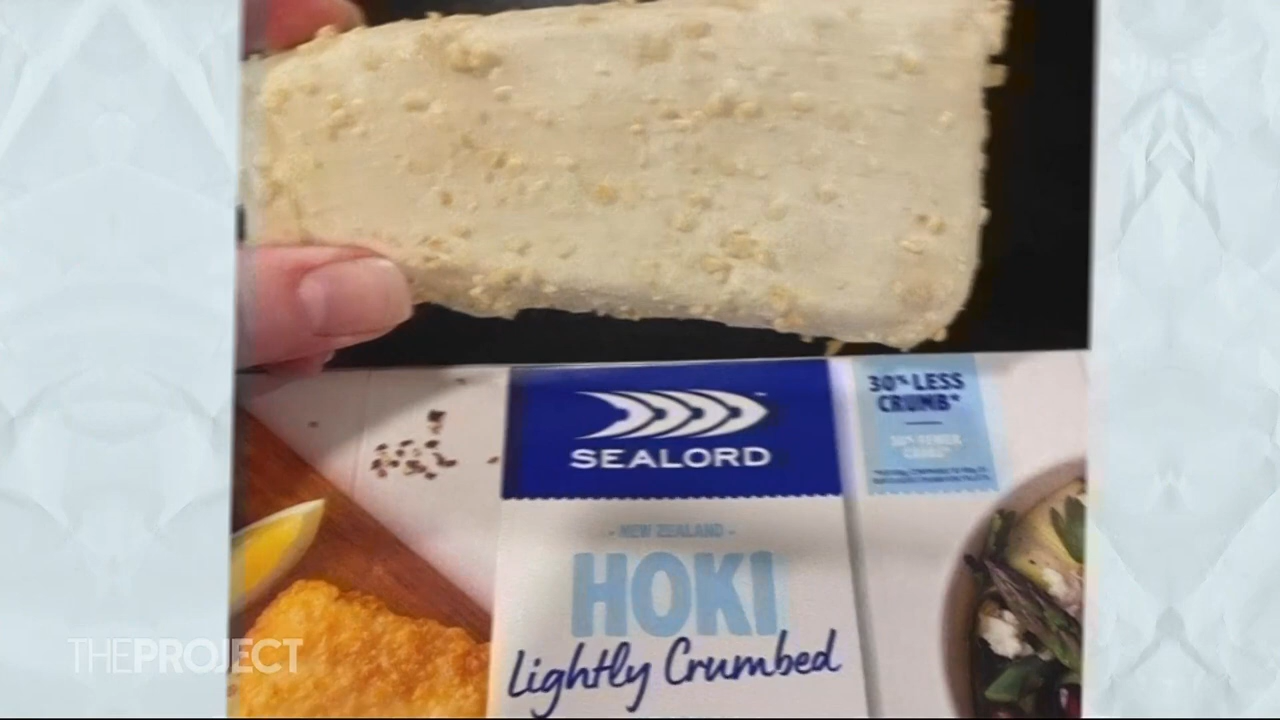 SEALORD
30% LESS
CRUMB*
- NEW ZEALAND -
HOKI
Lightly Crumbed
THEPROJECT